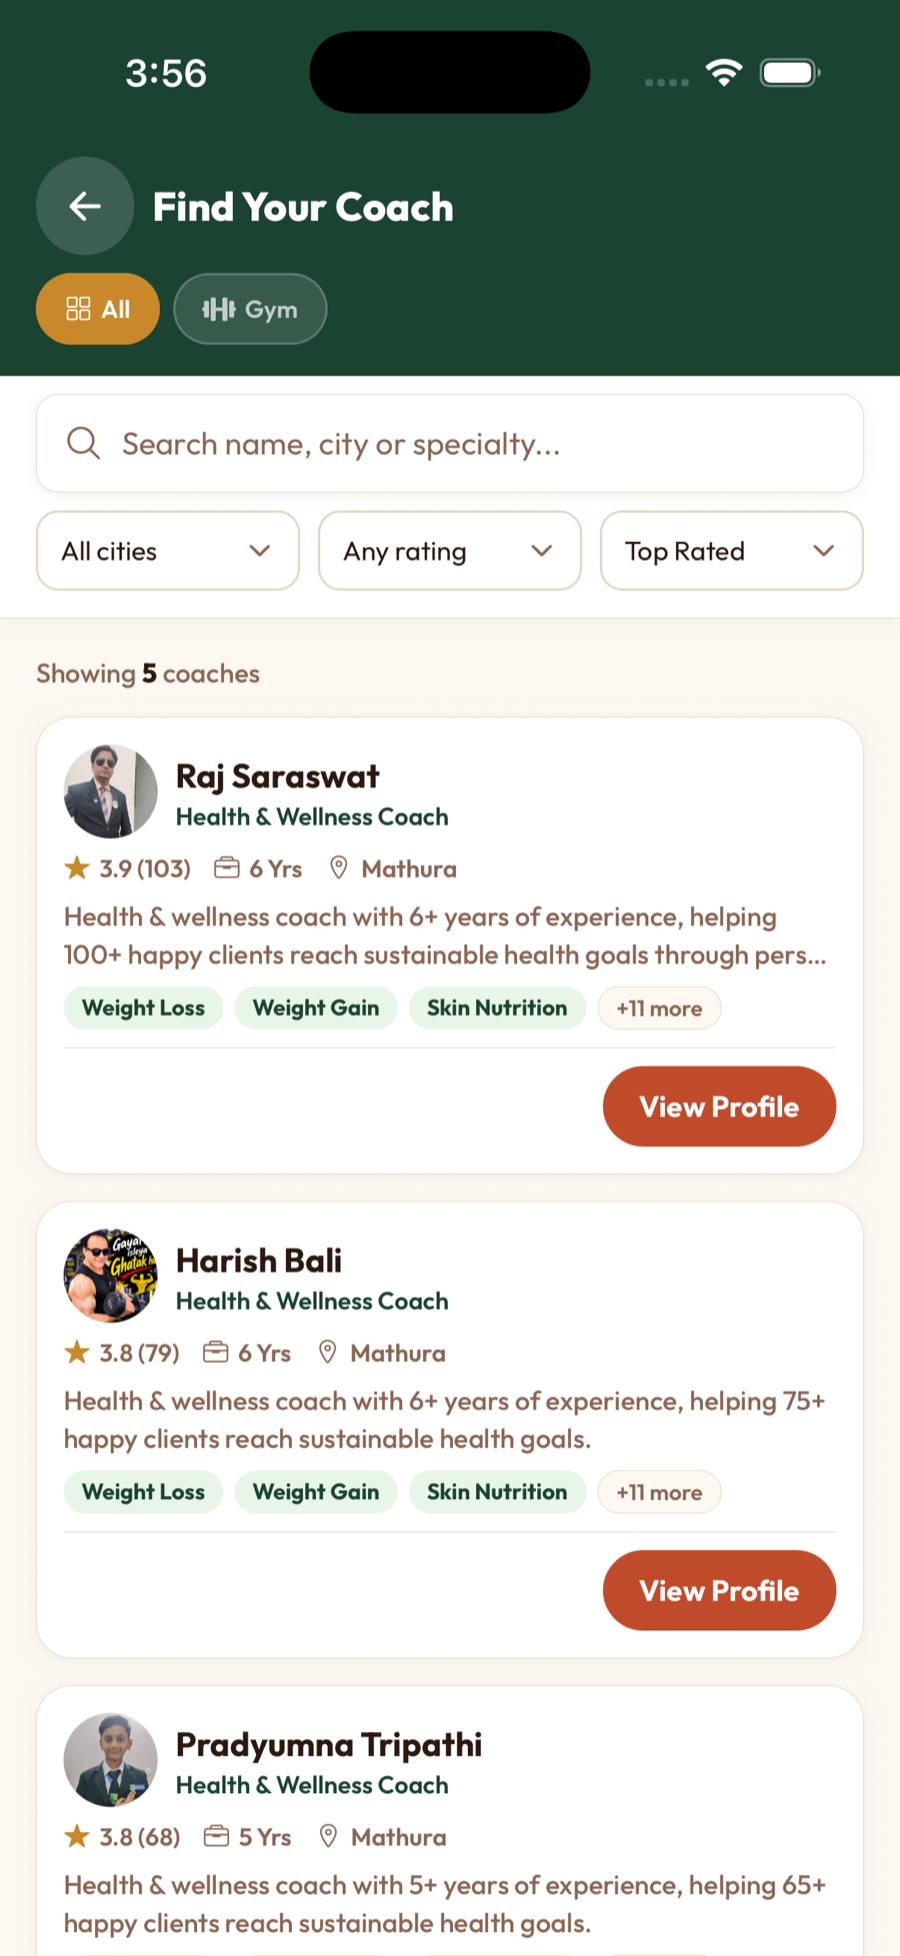 3:56
Find Your Coach
All
Gym
Search name, city or specialty...
All cities
Any rating
Top Rated
Showing 5 coaches
Raj Saraswat
Health & Wellness Coach
3.9 (103) 6 Yrs Mathura
Health & wellness coach with 6+ years of experience, helping
100+ happy clients reach sustainable health goals through pers...
Weight Loss
Weight Gain
Skin Nutrition
+11 more
View Profile
Gayar
isleya
Ghatak h
Harish Bali
Health & Wellness Coach
3.8 (79) 6 Yrs Mathura
Health & wellness coach with 6+ years of experience, helping 75+
happy clients reach sustainable health goals.
Weight Loss
Weight Gain
Skin Nutrition
+11 more
View Profile
Pradyumna Tripathi
Health & Wellness Coach
3.8 (68) 5 Yrs Mathura
Health & wellness coach with 5+ years of experience, helping 65+
happy clients reach sustainable health goals.